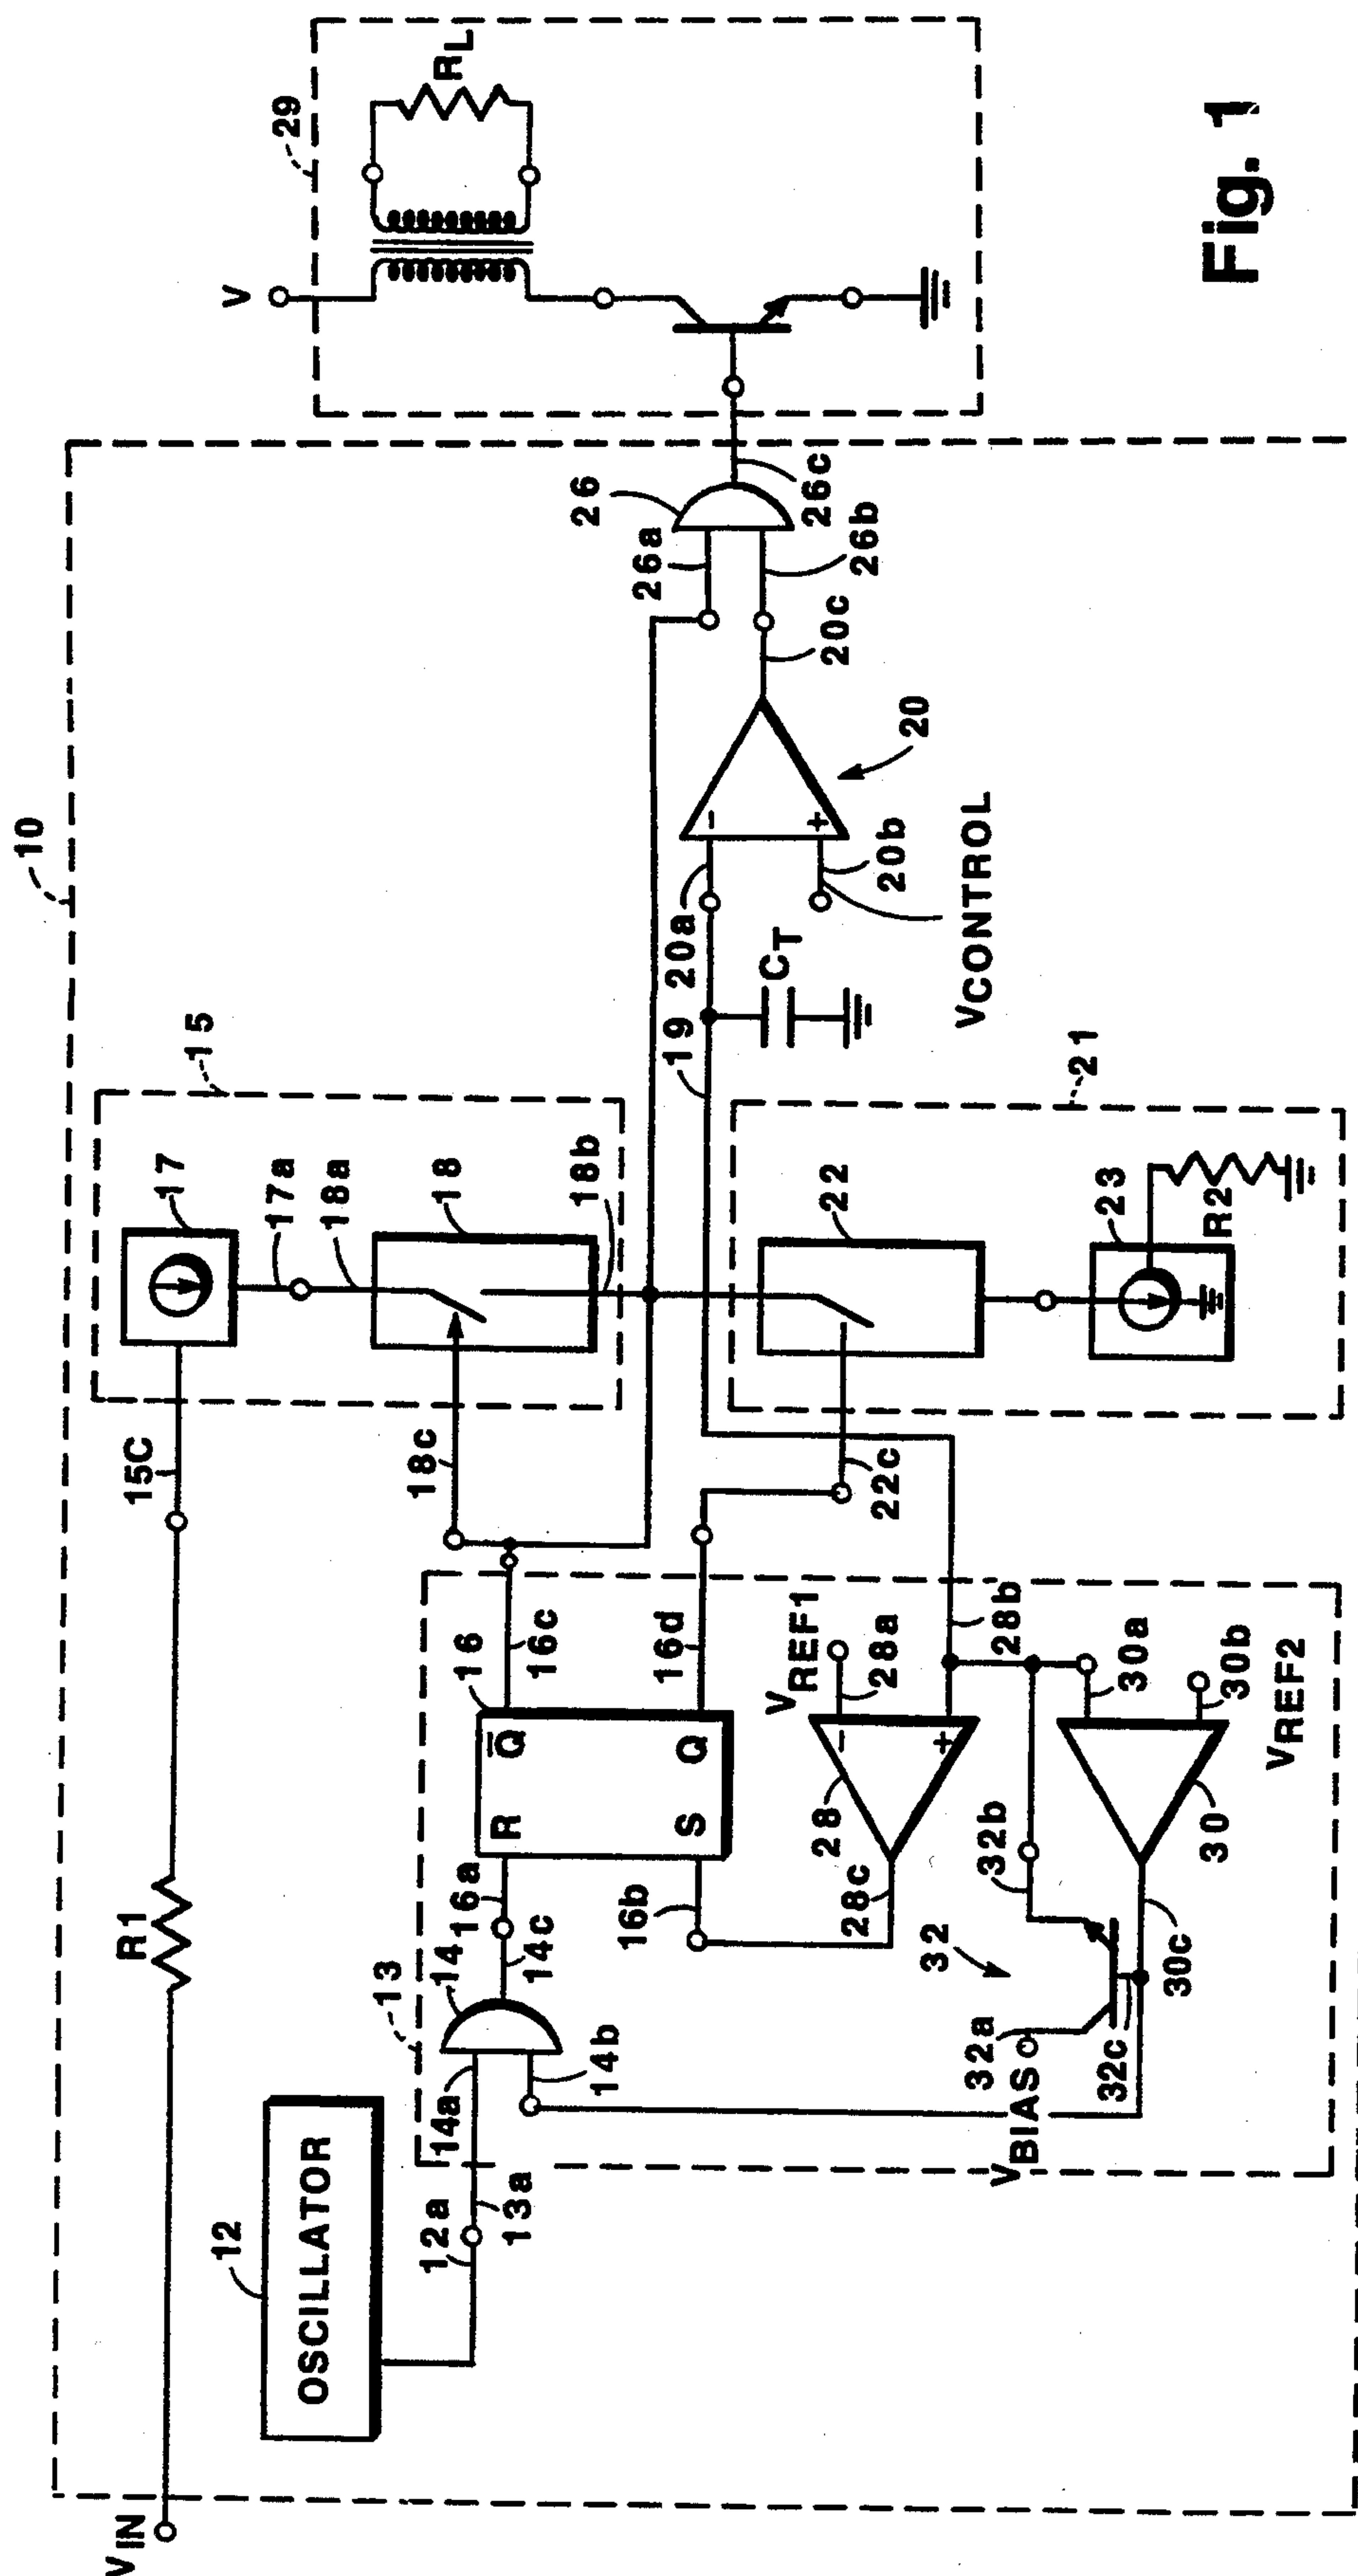 VIN
R1
15C
10
17
17a
18a
18
18b
18c
15
OSCILLATOR
12
12a
13a
13
14a
14
14b
14c
16a
16
16b
16c
16d
R
Q̅
S
Q
VREF1
28a
28
28b
28c
-
+
30a
30b
VREF2
30
30c
32
32a
32b
32c
VBIAS
22
22c
23
R2
21
19
CT
20a
20b
20
20c
-
+
VCONTROL
26a
26
26b
26c
V
29
RL
Fig. 1